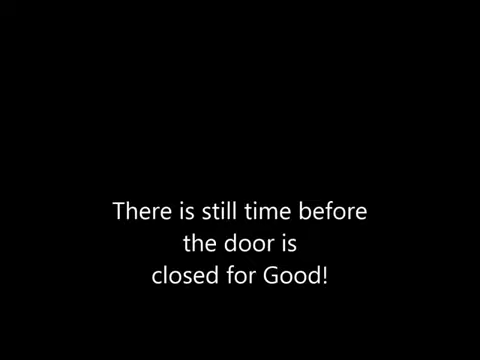 There is still time before
the door is
closed for Good!